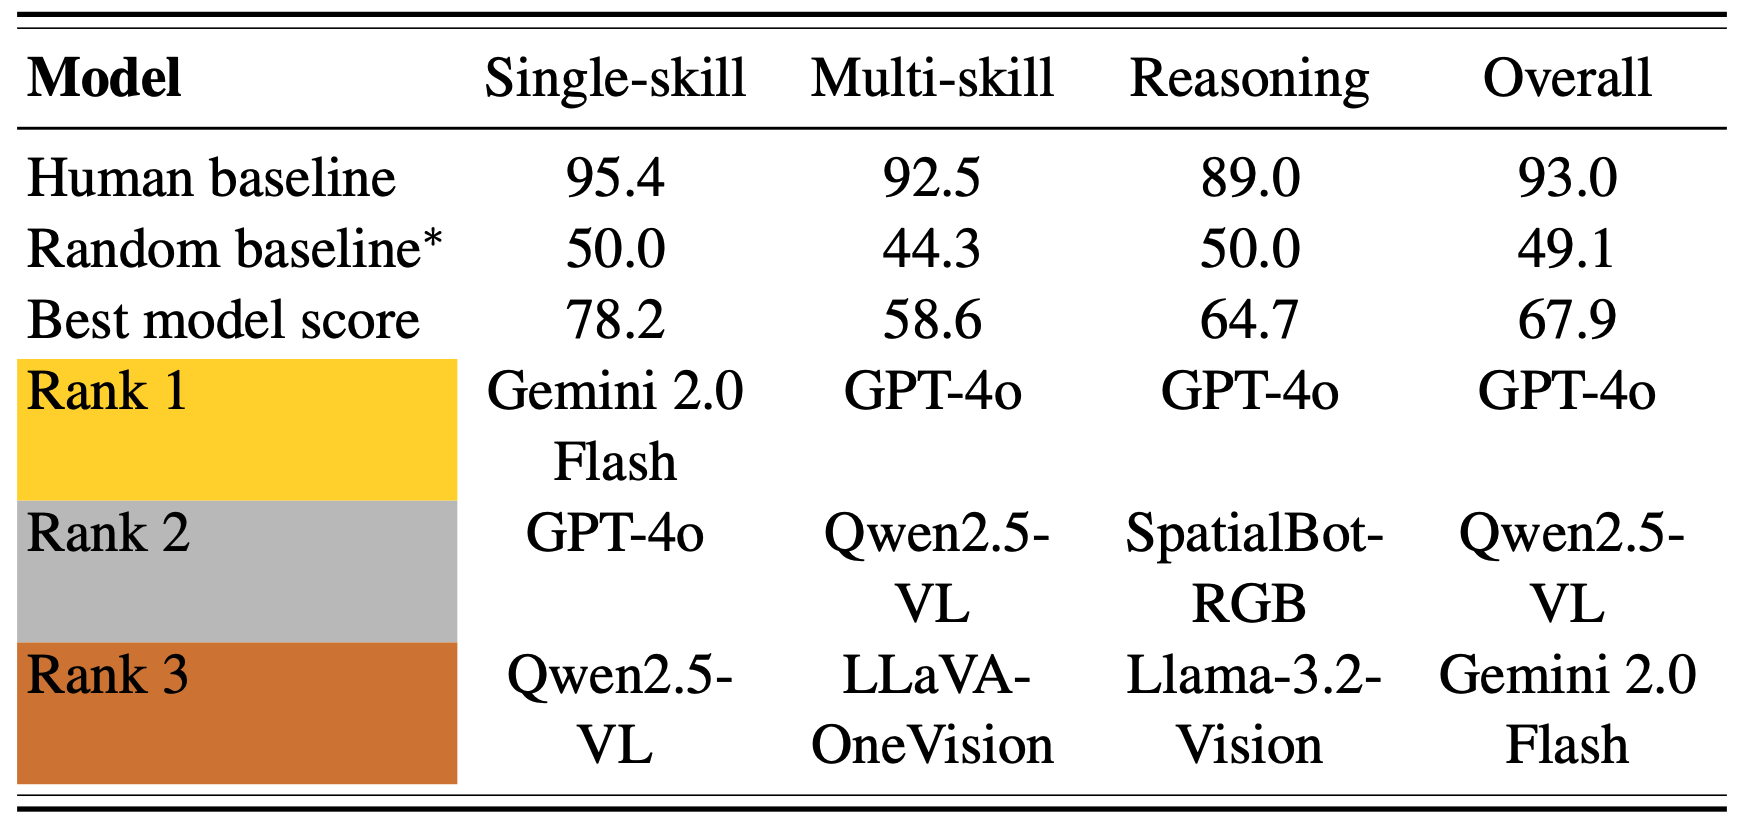 Model Single-skill Multi-skill Reasoning Overall
Human baseline 95.4 92.5 89.0 93.0
Random baseline* 50.0 44.3 50.0 49.1
Best model score 78.2 58.6 64.7 67.9
Rank 1 Gemini 2.0 GPT-4o GPT-4o GPT-4o
Flash
Rank 2 GPT-4o Qwen2.5- SpatialBot- Qwen2.5-
VL RGB VL
Rank 3 Qwen2.5- LLaVA- Llama-3.2- Gemini 2.0
VL OneVision Vision Flash